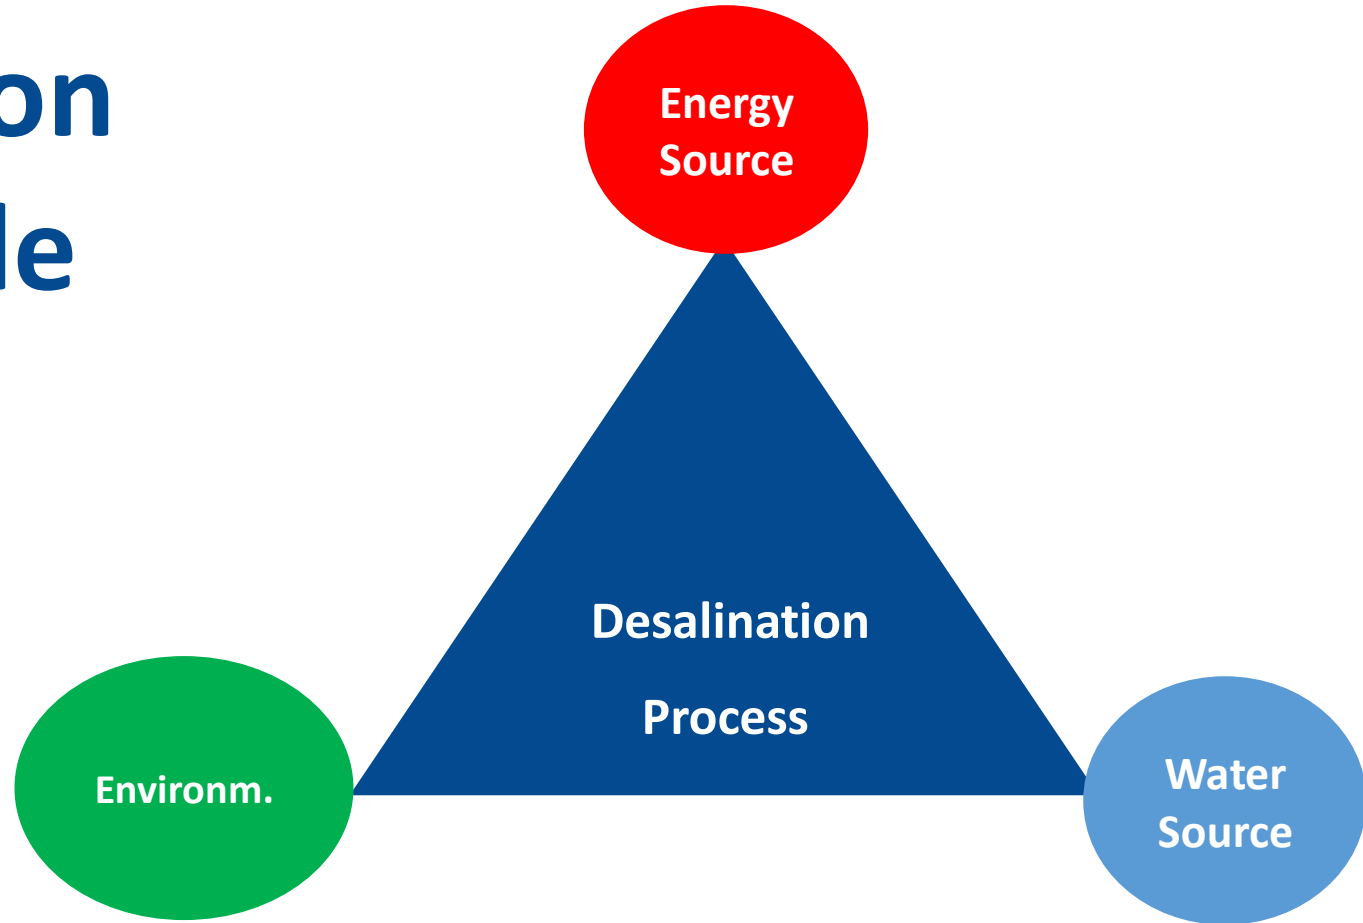 on
le
Energy
Source
Desalination
Process
Environm.
Water
Source